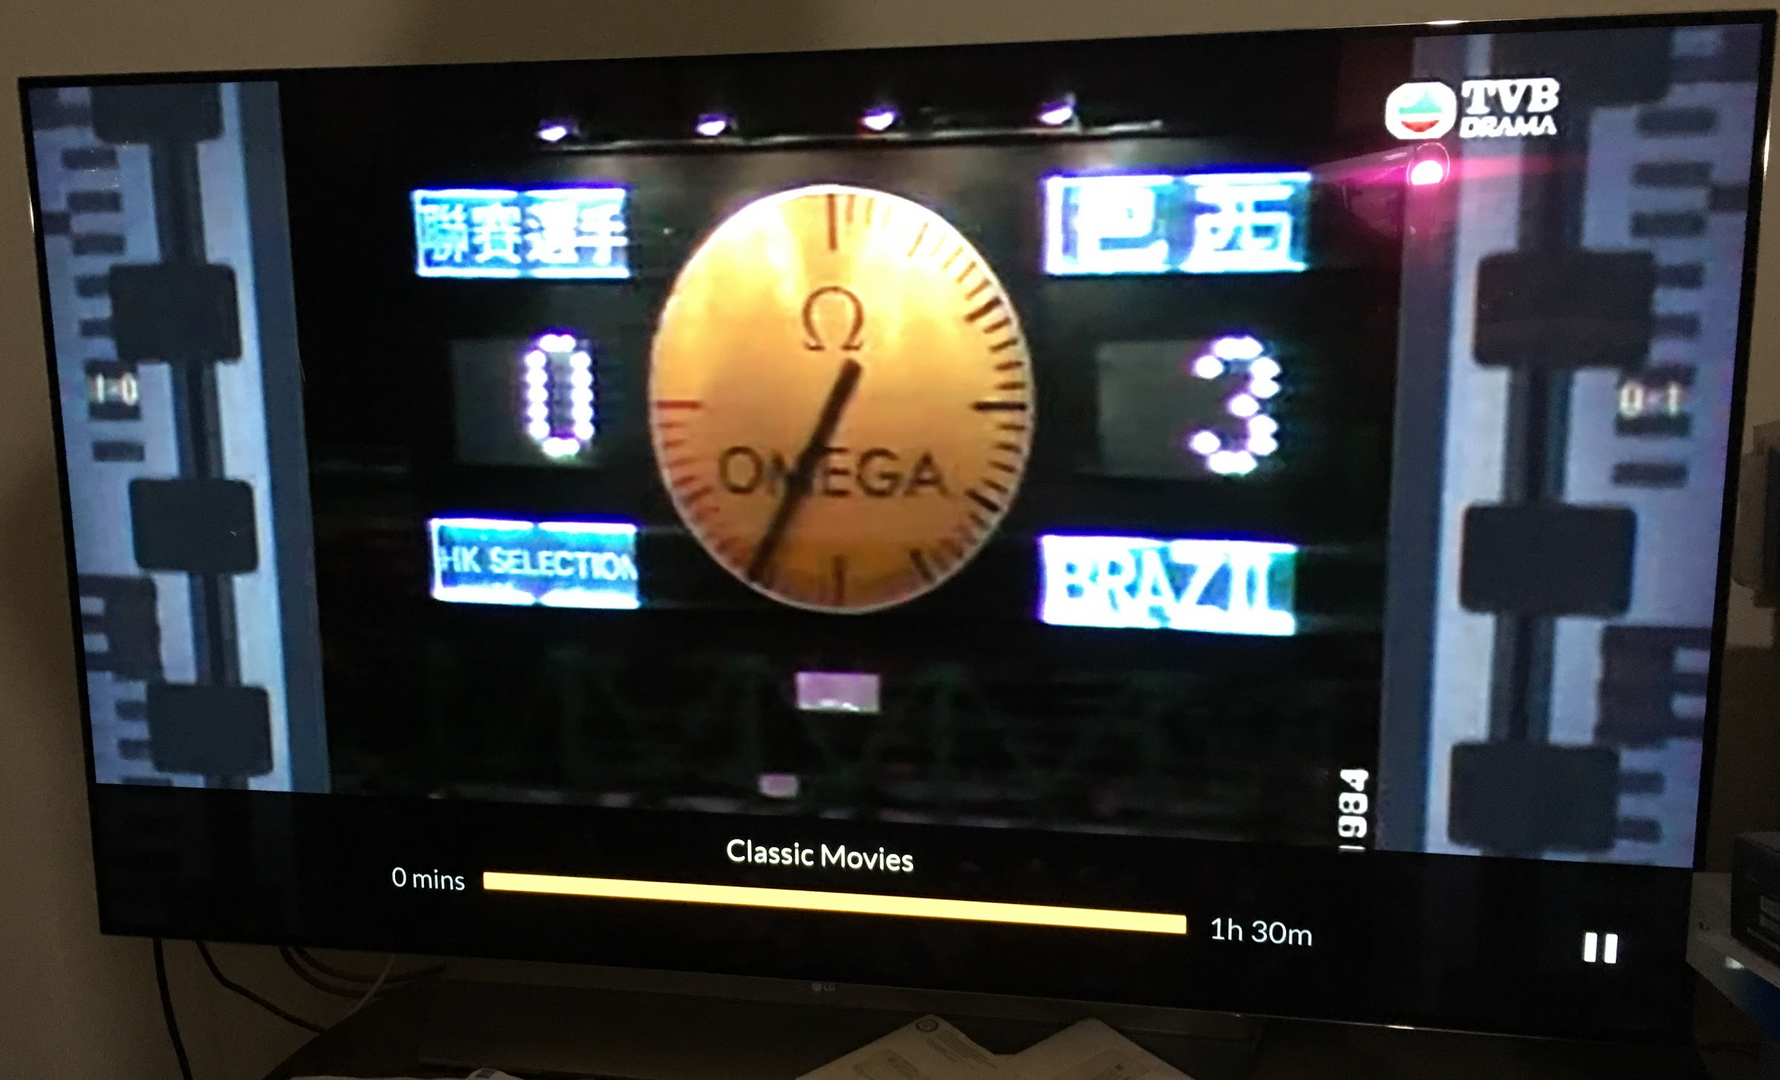 TVB
DRAMA
聯賽選手
巴西
Ω
1-0
0
3
0-1
OMEGA
HK SELECTION
BRAZIL
1984
Classic Movies
0 mins
1h 30m
LG